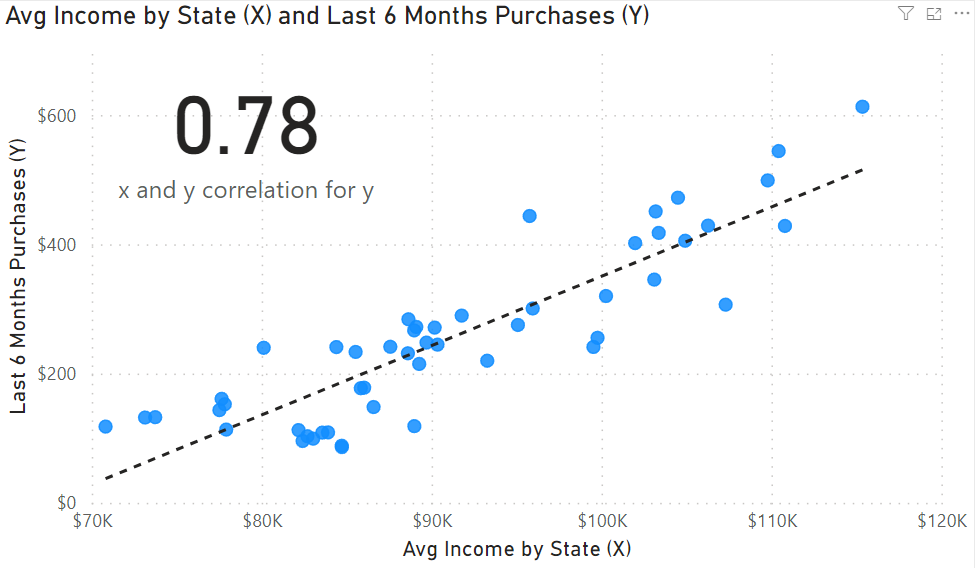 Avg Income by State (X) and Last 6 Months Purchases (Y)
0.78
x and y correlation for y
Last 6 Months Purchases (Y)
$600
$400
$200
$0
$70K
$80K
$90K
$100K
$110K
$120K
Avg Income by State (X)